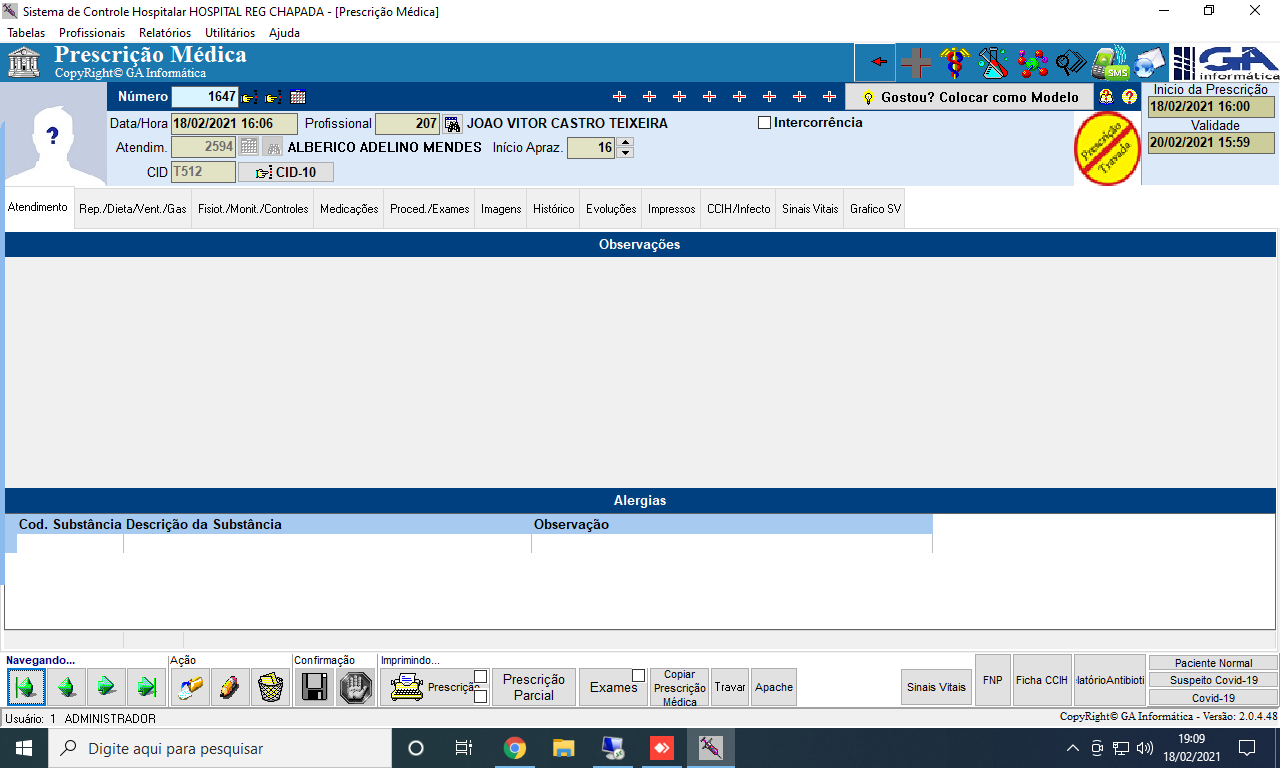 Sistema de Controle Hospitalar HOSPITAL REG CHAPADA - [Prescrição Médica]
Tabelas Profissionais Relatórios Utilitários Ajuda
Prescrição Médica
CopyRight© GA Informática
SMS
GA
informática
Número 1647
Gostou? Colocar como Modelo
Inicio da Prescrição
18/02/2021 16:00
Validade
20/02/2021 15:59
Data/Hora 18/02/2021 16:06 Profissional 207 JOAO VITOR CASTRO TEIXEIRA
Intercorrência
Atendim. 2594 ALBERICO ADELINO MENDES Início Apraz. 16
CID T512 CID-10
Prescrição
Travada
Atendimento Rep./Dieta/Vent./Gas Fisiot./Monit./Controles Medicações Proced./Exames Imagens Histórico Evoluções Impressos CCIH/Infecto Sinais Vitais Grafico SV
Observações
Alergias
Cod. Substância Descrição da Substância Observação
Navegando... Ação Confirmação Imprimindo...
Prescriçã
Prescrição
Parcial
Exames
Copiar
Prescrição
Médica
Travar
Apache
Sinais Vitais
FNP
Ficha CCIH
latórioAntibioti
Paciente Normal
Suspeito Covid-19
Covid-19
Usuário: 1 ADMINISTRADOR
CopyRight© GA Informática - Versão: 2.0.4.48
Digite aqui para pesquisar
19:09
18/02/2021